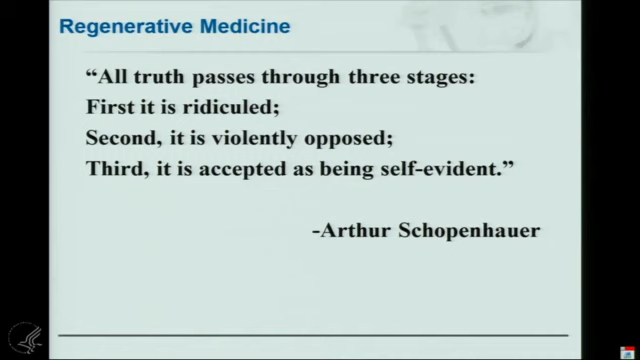 Regenerative Medicine
“All truth passes through three stages:
First it is ridiculed;
Second, it is violently opposed;
Third, it is accepted as being self-evident.”
-Arthur Schopenhauer